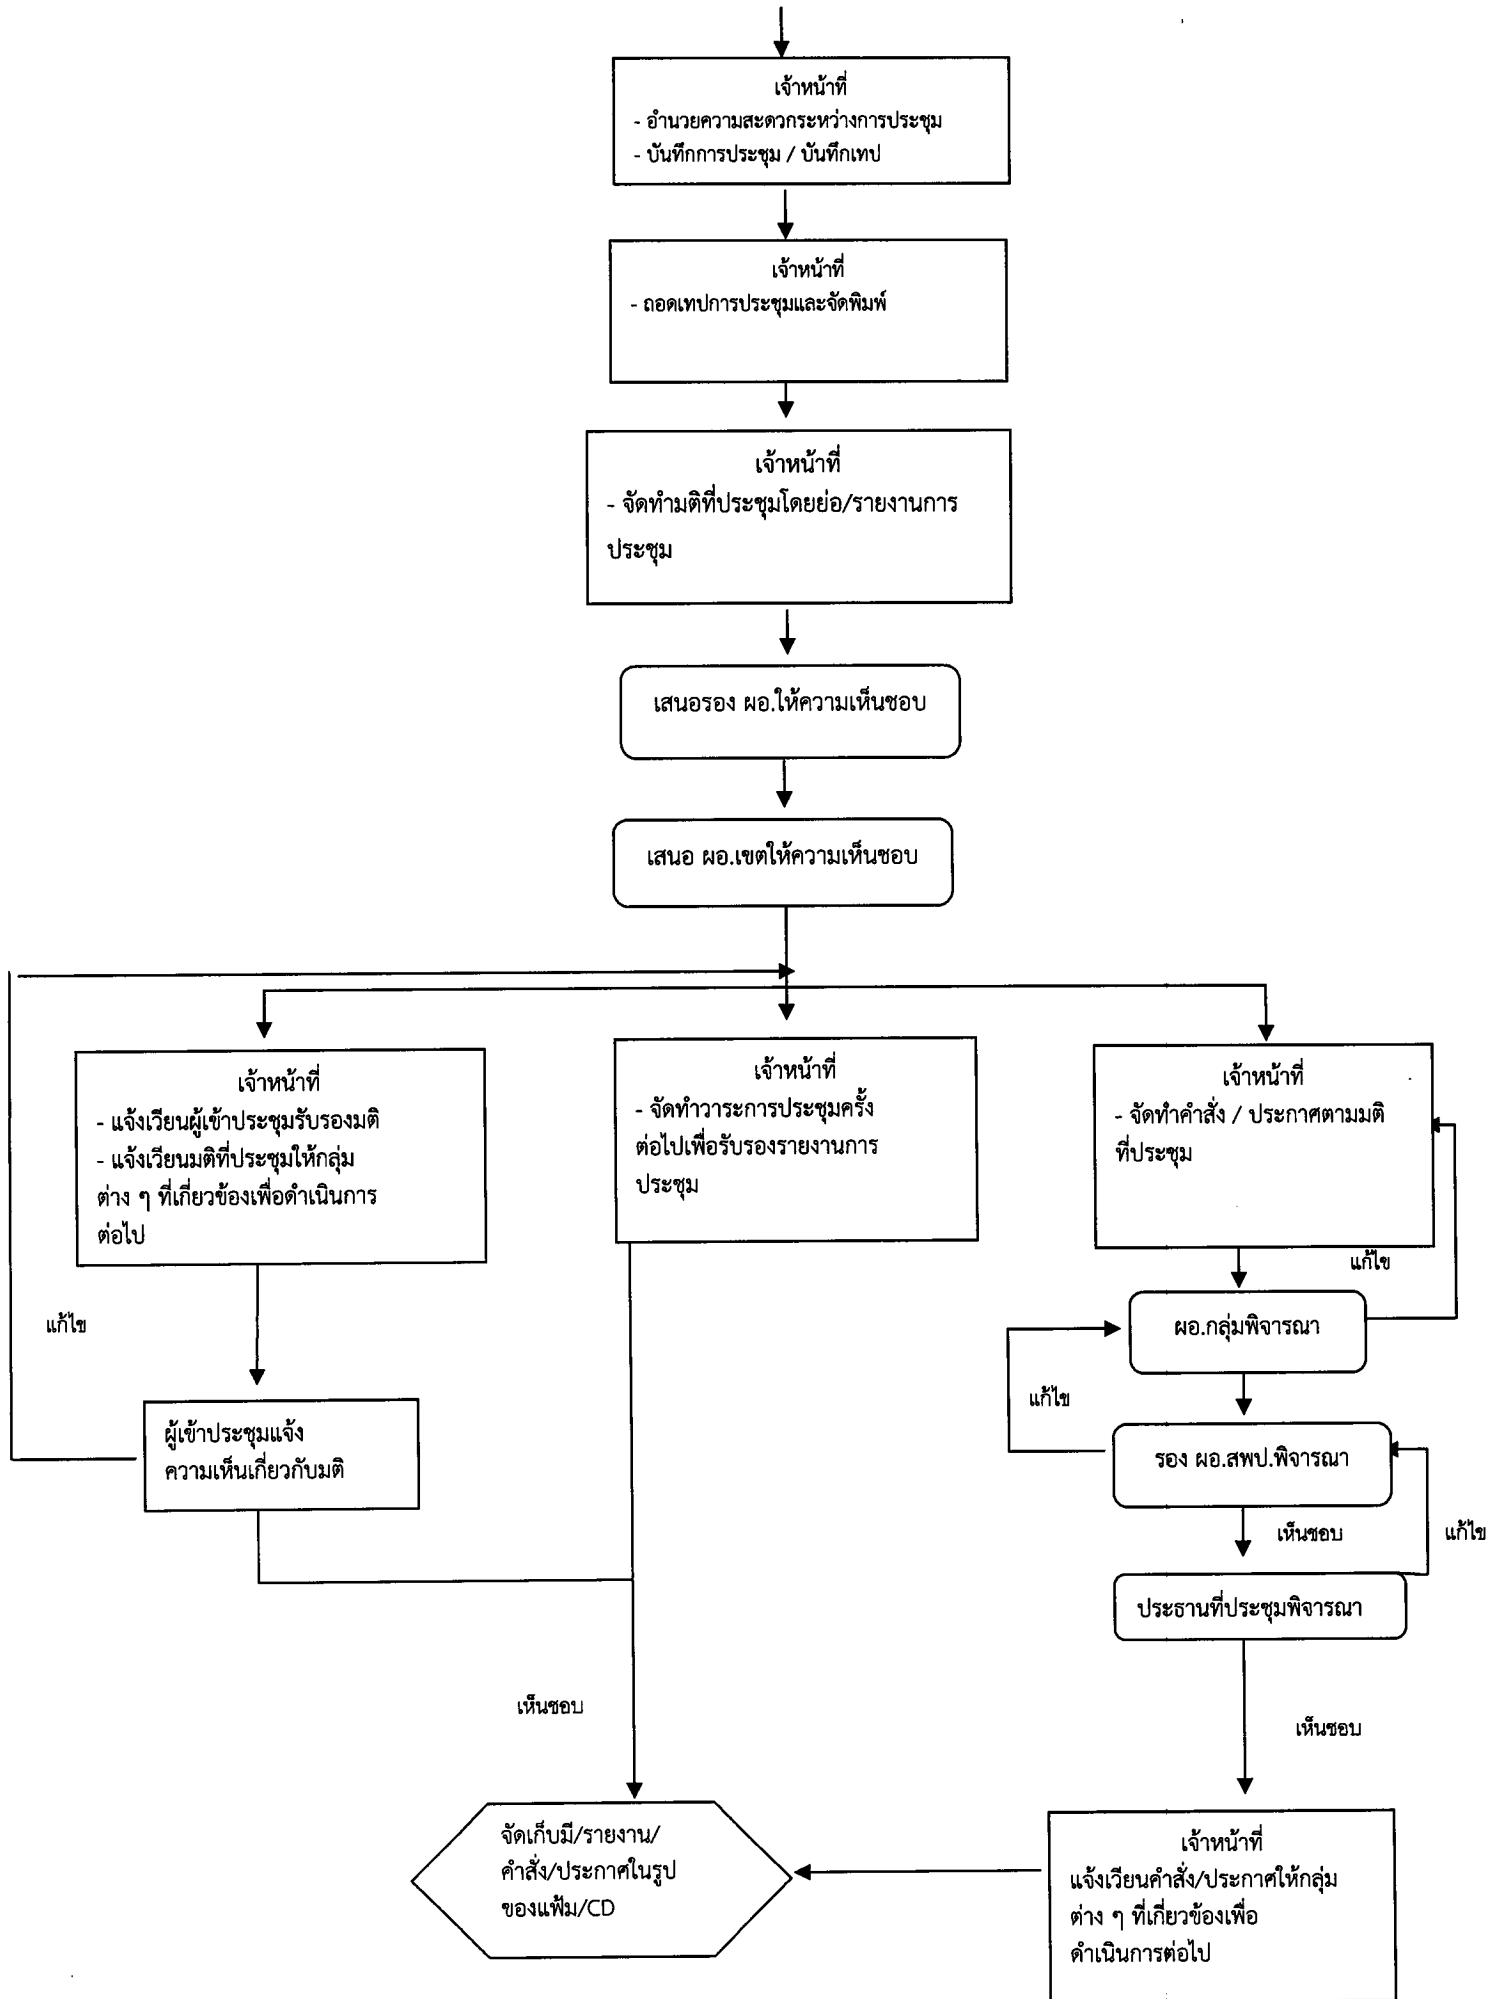 เจ้าหน้าที่
- อำนวยความสะดวกระหว่างการประชุม
- บันทึกการประชุม / บันทึกเทป
เจ้าหน้าที่
- ถอดเทปการประชุมและจัดพิมพ์
เจ้าหน้าที่
- จัดทำมติที่ประชุมโดยย่อ/รายงานการ
ประชุม
เสนอรอง ผอ.ให้ความเห็นชอบ
เสนอ ผอ.เขตให้ความเห็นชอบ
เจ้าหน้าที่
- แจ้งเวียนผู้เข้าประชุมรับรองมติ
- แจ้งเวียนมติที่ประชุมให้กลุ่ม
ต่าง ๆ ที่เกี่ยวข้องเพื่อดำเนินการ
ต่อไป
เจ้าหน้าที่
- จัดทำวาระการประชุมครั้ง
ต่อไปเพื่อรับรองรายงานการ
ประชุม
เจ้าหน้าที่
- จัดทำคำสั่ง / ประกาศตามมติ
ที่ประชุม
แก้ไข
แก้ไข
ผอ.กลุ่มพิจารณา
แก้ไข
ผู้เข้าประชุมแจ้ง
ความเห็นเกี่ยวกับมติ
รอง ผอ.สพป.พิจารณา
เห็นชอบ
แก้ไข
ประธานที่ประชุมพิจารณา
เห็นชอบ
เห็นชอบ
จัดเก็บมี/รายงาน/
คำสั่ง/ประกาศในรูป
ของแฟ้ม/CD
เจ้าหน้าที่
แจ้งเวียนคำสั่ง/ประกาศให้กลุ่ม
ต่าง ๆ ที่เกี่ยวข้องเพื่อ
ดำเนินการต่อไป